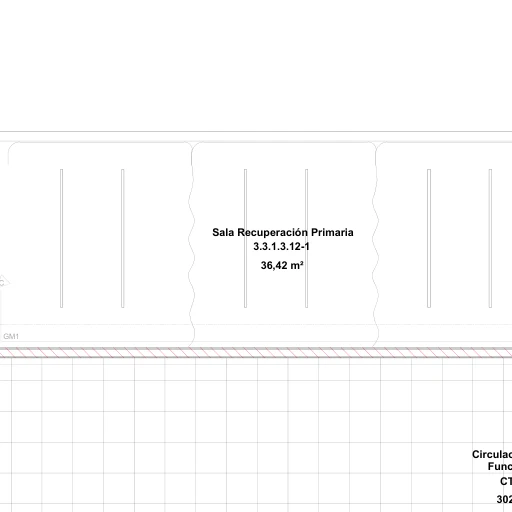 Sala Recuperación Primaria
3.3.1.3.12-1
36,42 m²
C
GM1
Circulac
Func
CT
302